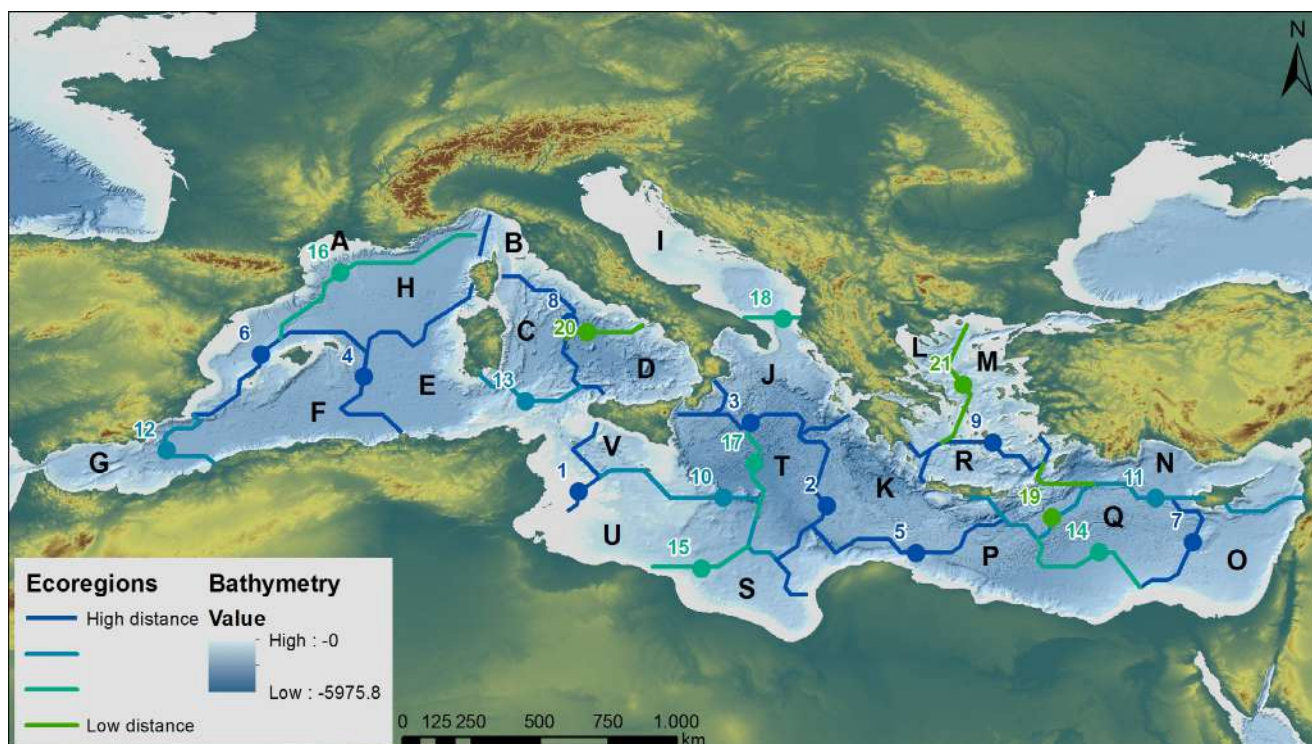 N
A
16
B
I
H
8
18
6
C
20
L
M
4
D
21
E
J
13
F
3
9
12
V
17
R
N
G
T
1
10
2
K
19
11
Q
U
5
14
7
15
P
O
S
Ecoregions
High distance
Low distance
Bathymetry
Value
High : -0
Low : -5975.8
0 125 250 500 750 1.000
km